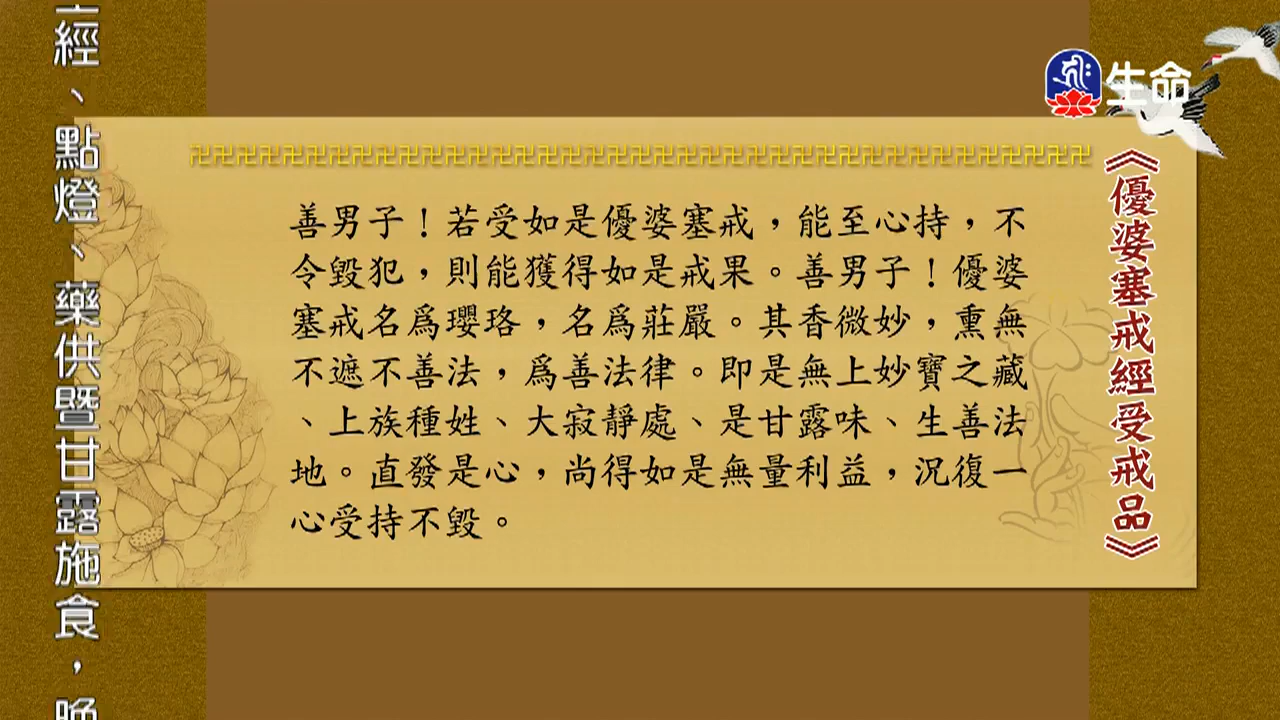 善男子！若受如是優婆塞戒，能至心持，不
令毀犯，則能獲得如是戒果。善男子！優婆
塞戒名爲瓔珞，名爲莊嚴。其香微妙，熏無
不遮不善法，爲善法律。即是無上妙寶之藏
、上族種姓、大寂靜處、是甘露味、生善法
地。直發是心，尚得如是無量利益，況復一
心受持不毀。
《優婆塞戒經受戒品》
生命
經、點燈、藥供暨甘露施食，晚